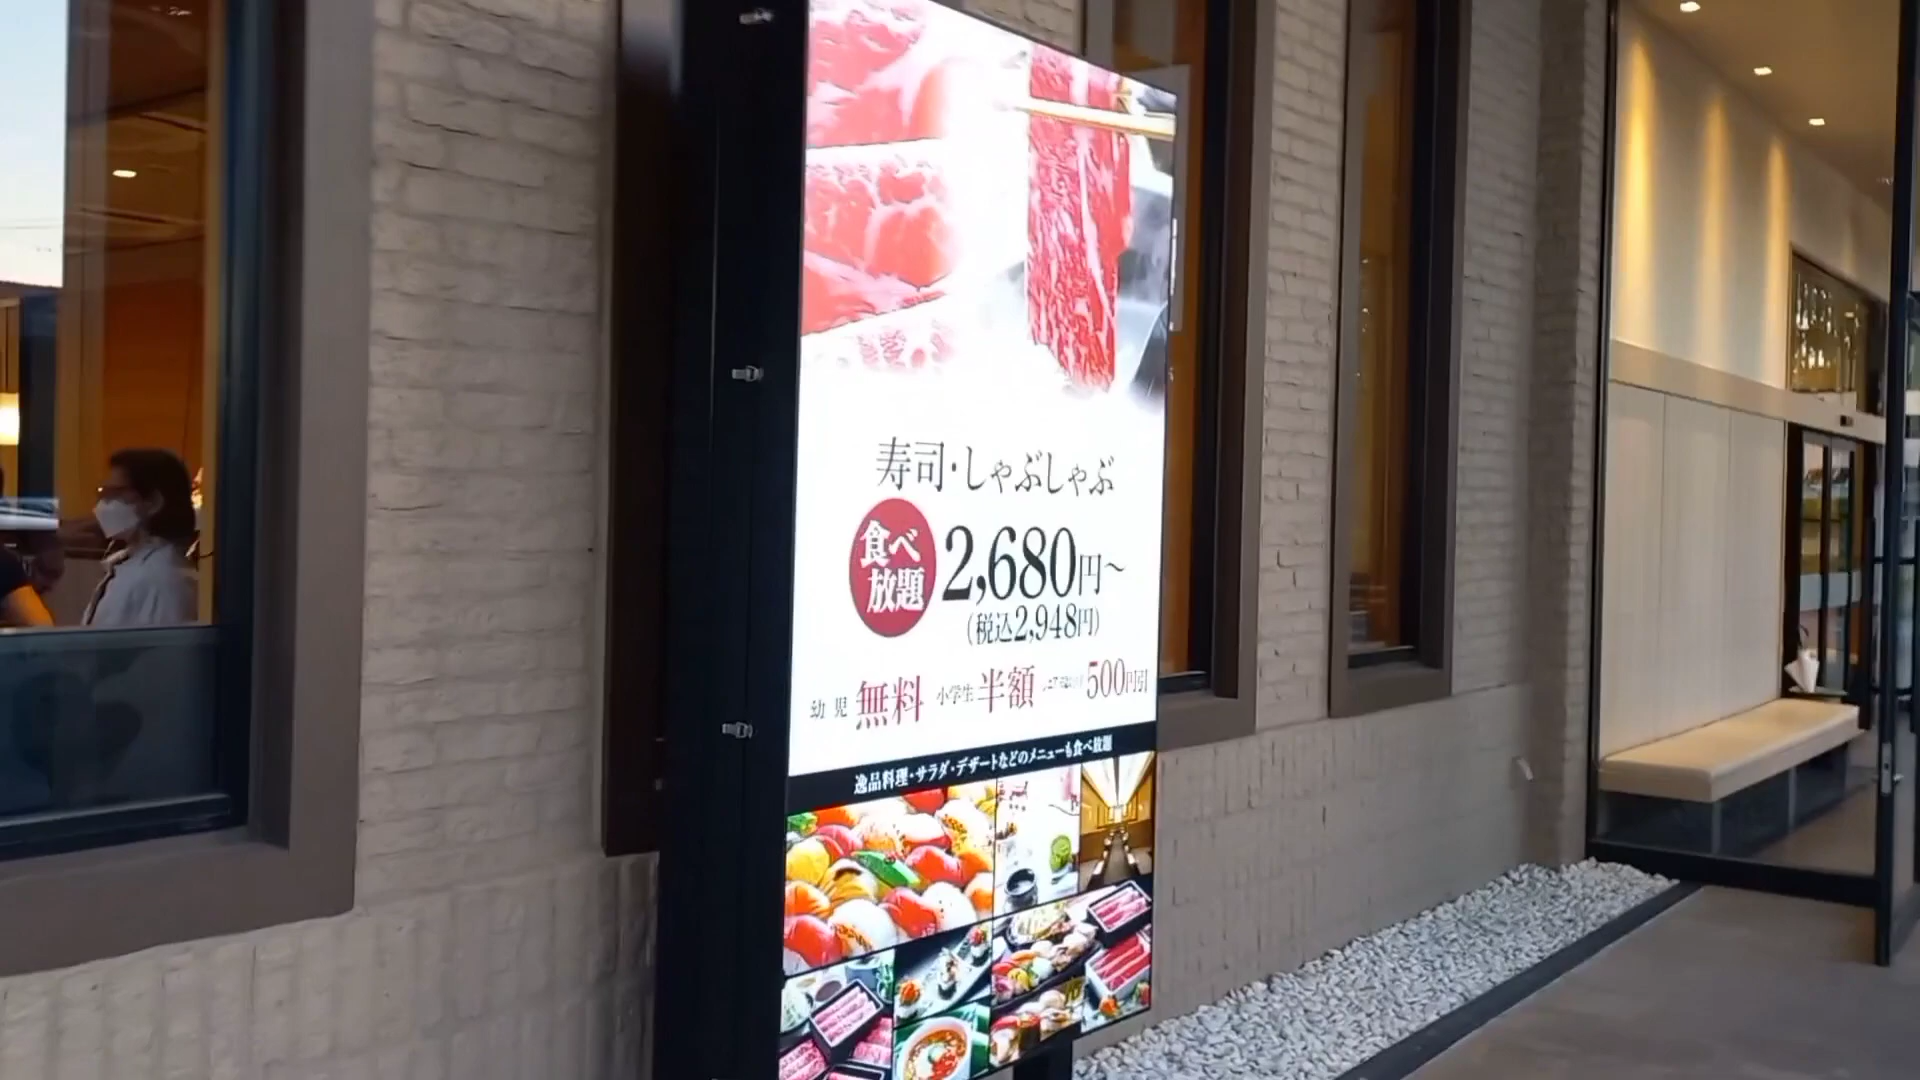 寿司・しゃぶしゃぶ
食べ放題
2,680円～
(税込2,948円)
幼児 無料 小学生 半額 500円引
逸品料理・サラダ・デザートなどのメニューも食べ放題